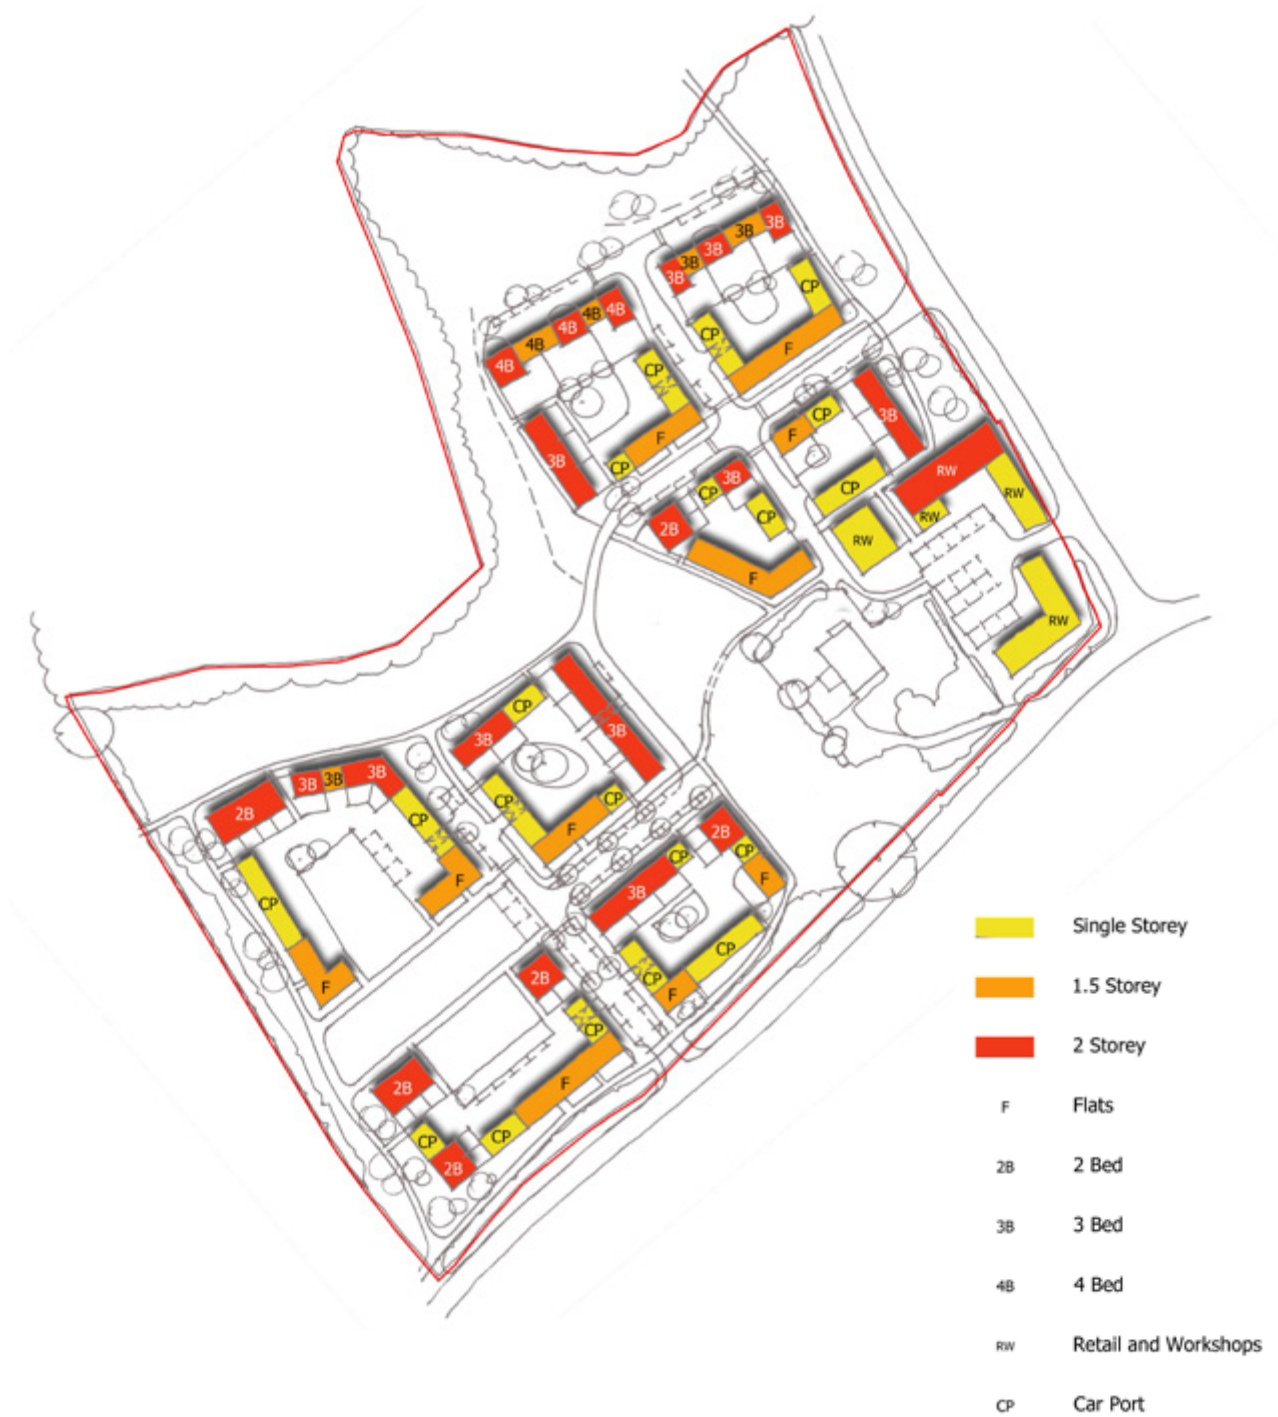 3B
3B
3B
3B
3B
CP
4B
4B
4B
4B
4B
CP
F
CP
CP
F
3B
CP
F
3B
CP
3B
CP
F
CP
2B
CP
RW
RW
RW
RW
F
RW
CP
3B
3B
CP
CP
F
3B
3B
3B
2B
CP
F
CP
2B
CP
F
CP
3B
CP
F
CP
F
2B
CP
F
2B
CP
CP
2B
Single Storey
1.5 Storey
2 Storey
F Flats
2B 2 Bed
3B 3 Bed
4B 4 Bed
RW Retail and Workshops
CP Car Port